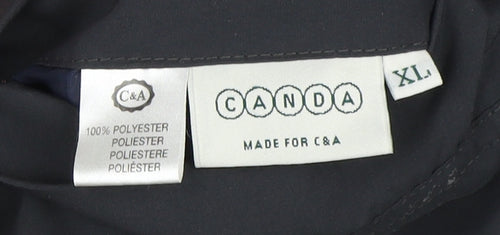 C&A
100% POLYESTER
POLIESTER
POLIESTERE
POLIÉSTER
CANDA
MADE FOR C&A
XL